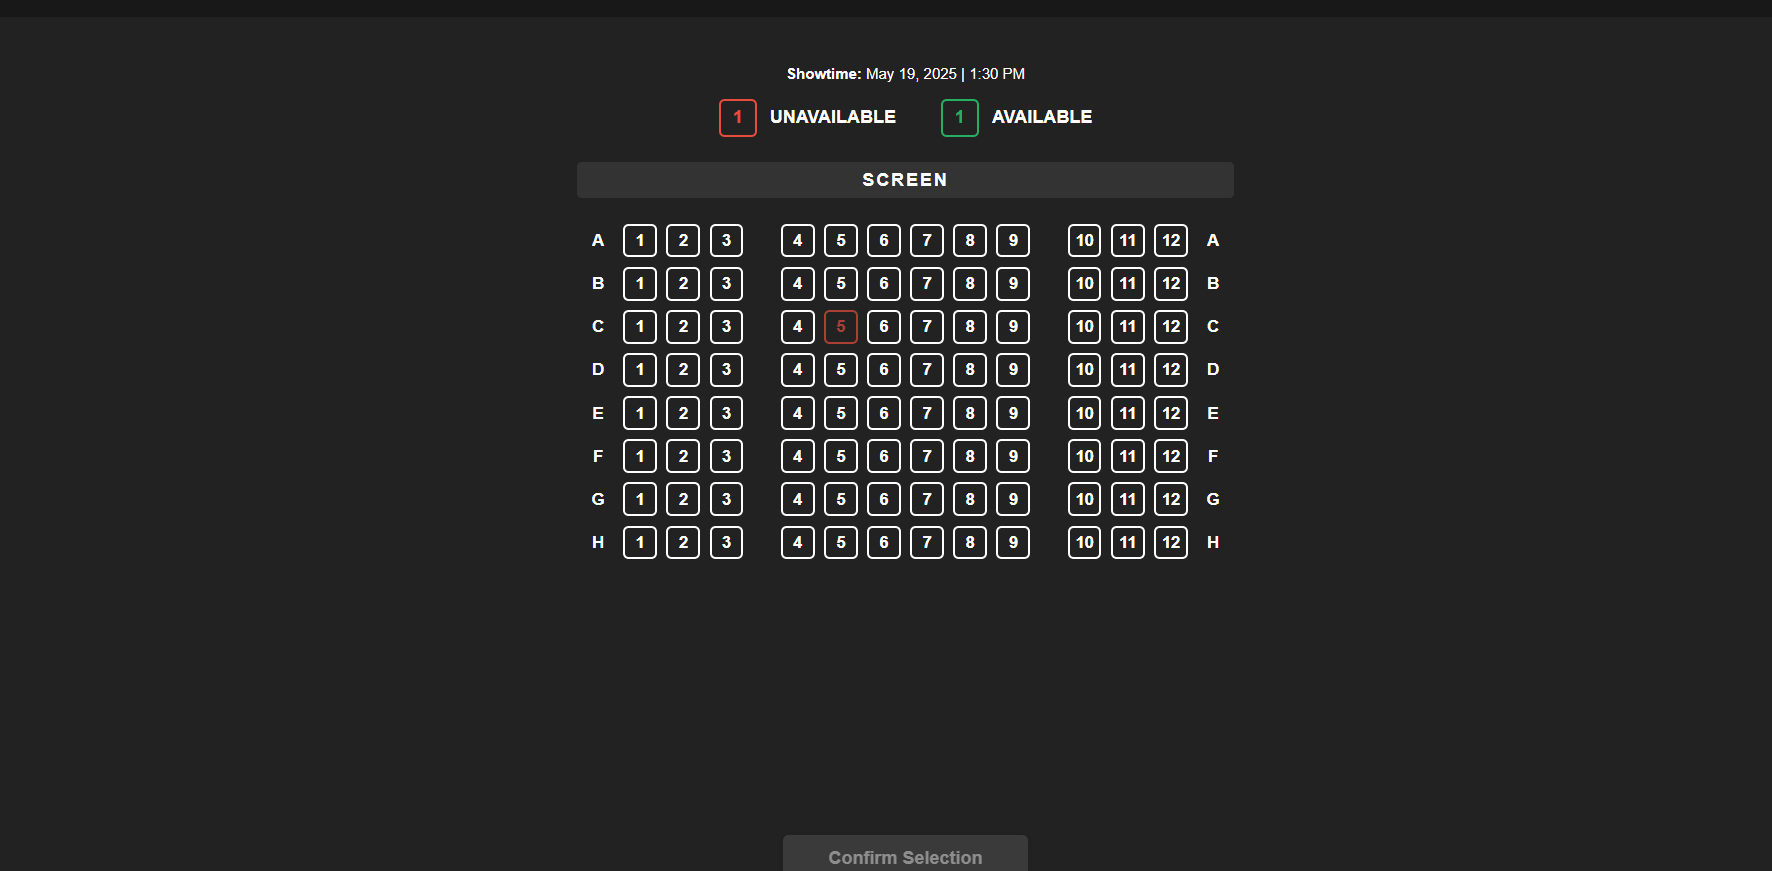 Showtime: May 19, 2025 | 1:30 PM
1 UNAVAILABLE 1 AVAILABLE
SCREEN
A 1 2 3 4 5 6 7 8 9 10 11 12 A
B 1 2 3 4 5 6 7 8 9 10 11 12 B
C 1 2 3 4 5 6 7 8 9 10 11 12 C
D 1 2 3 4 5 6 7 8 9 10 11 12 D
E 1 2 3 4 5 6 7 8 9 10 11 12 E
F 1 2 3 4 5 6 7 8 9 10 11 12 F
G 1 2 3 4 5 6 7 8 9 10 11 12 G
H 1 2 3 4 5 6 7 8 9 10 11 12 H
Confirm Selection